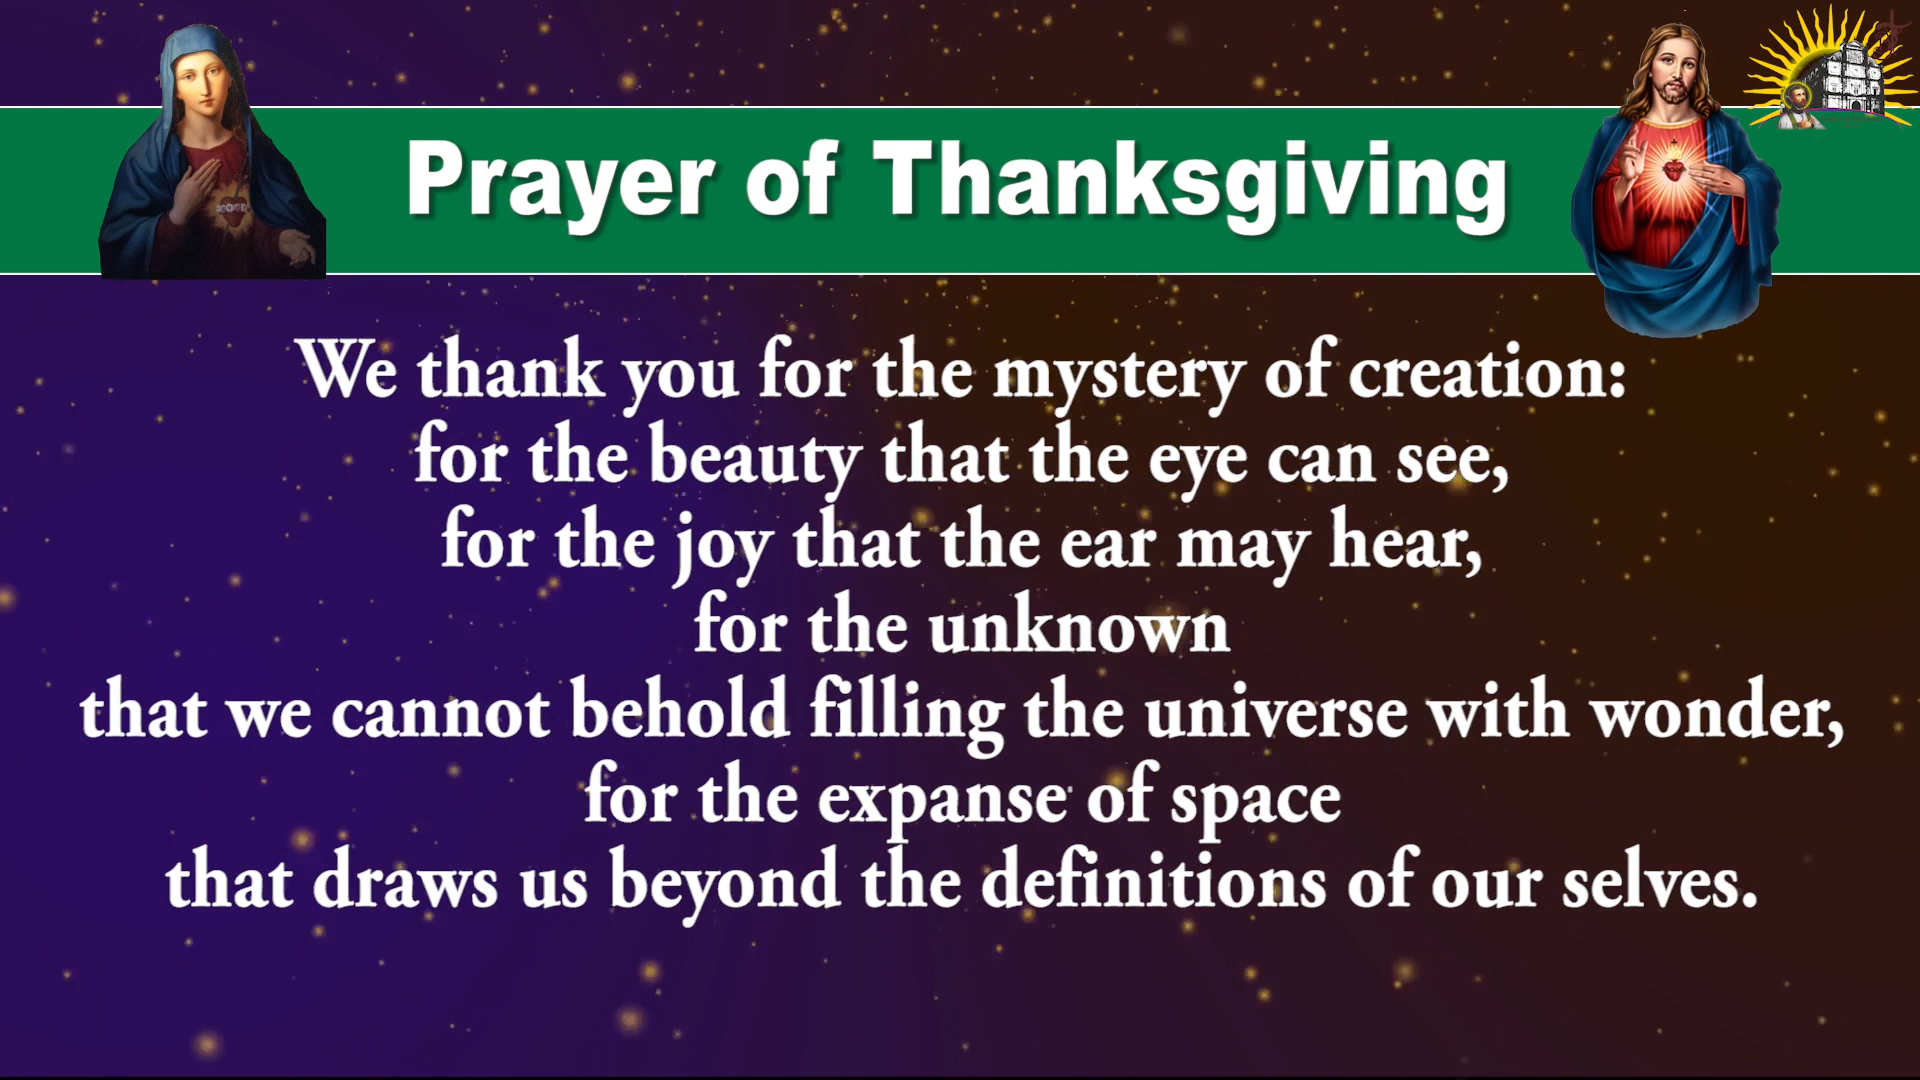 Prayer of Thanksgiving
We thank you for the mystery of creation:
for the beauty that the eye can see,
for the joy that the ear may hear,
for the unknown
that we cannot behold filling the universe with wonder,
for the expanse of space
that draws us beyond the definitions of our selves.